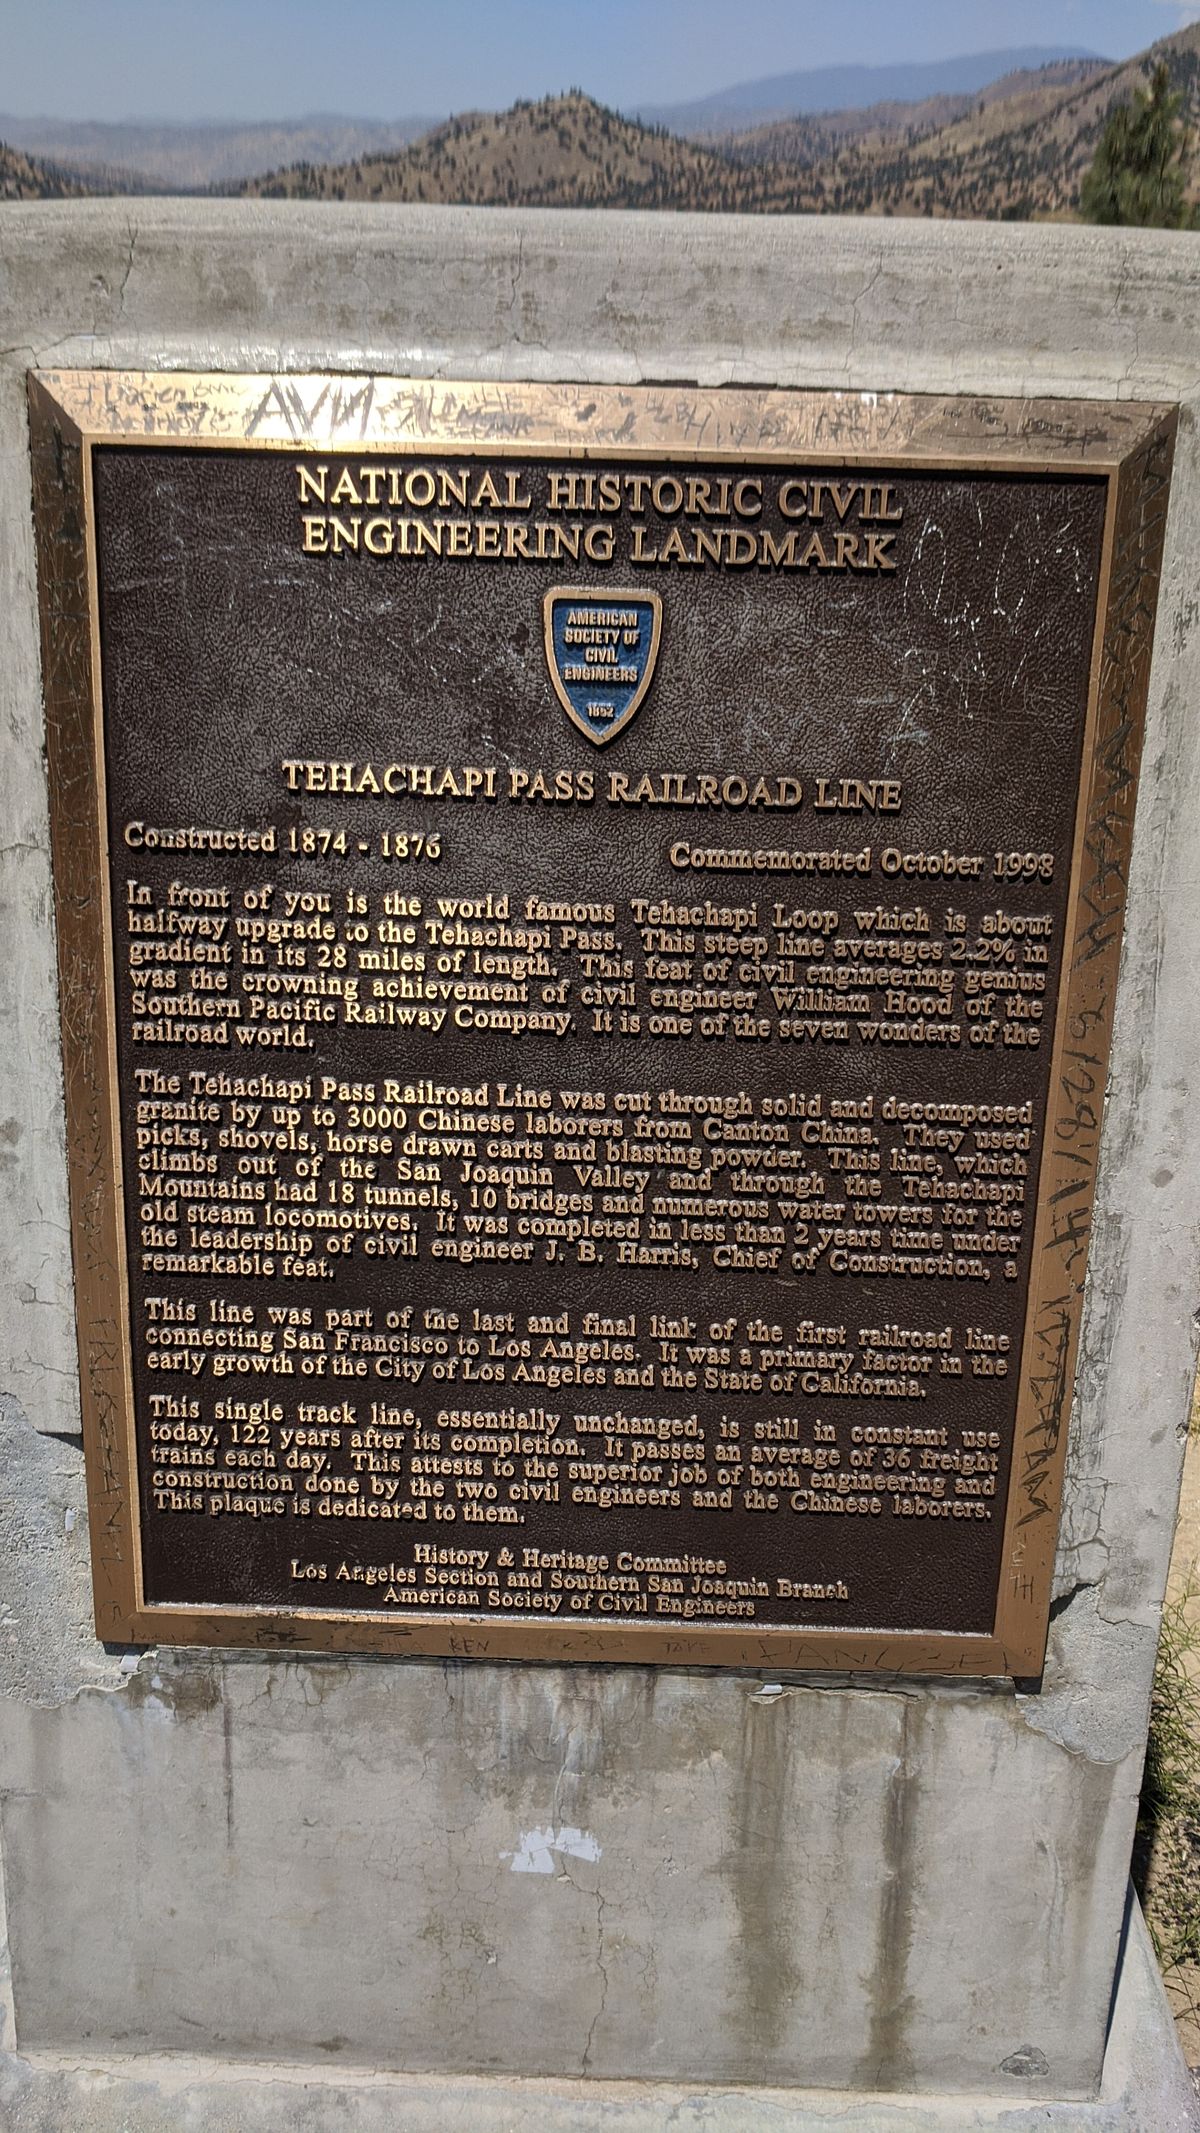 NATIONAL HISTORIC CIVIL
ENGINEERING LANDMARK
AMERICAN
SOCIETY OF
CIVIL
ENGINEERS
1852
TEHACHAPI PASS RAILROAD LINE
Constructed 1874 - 1876
Commemorated October 1998
In front of you is the world famous Tehachapi Loop which is about
halfway upgrade to the Tehachapi Pass. This steep line averages 2.2% in
gradient in its 28 miles of length. This feat of civil engineering genius
was the crowning achievement of civil engineer William Hood of the
Southern Pacific Railway Company. It is one of the seven wonders of the
railroad world.
The Tehachapi Pass Railroad Line was cut through solid and decomposed
granite by up to 3000 Chinese laborers from Canton China. They used
picks, shovels, horse drawn carts and blasting powder. This line, which
climbs out of the San Joaquin Valley and through the Tehachapi
Mountains had 18 tunnels, 10 bridges and numerous water towers for the
old steam locomotives. It was completed in less than 2 years time under
the leadership of civil engineer J. B. Harris, Chief of Construction, a
remarkable feat.
This line was part of the last and final link of the first railroad line
connecting San Francisco to Los Angeles. It was a primary factor in the
early growth of the City of Los Angeles and the State of California.
This single track line, essentially unchanged, is still in constant use
today, 122 years after its completion. It passes an average of 36 freight
trains each day. This attests to the superior job of both engineering and
construction done by the two civil engineers and the Chinese laborers.
This plaque is dedicated to them.
History & Heritage Committee
Los Angeles Section and Southern San Joaquin Branch
American Society of Civil Engineers
KEN